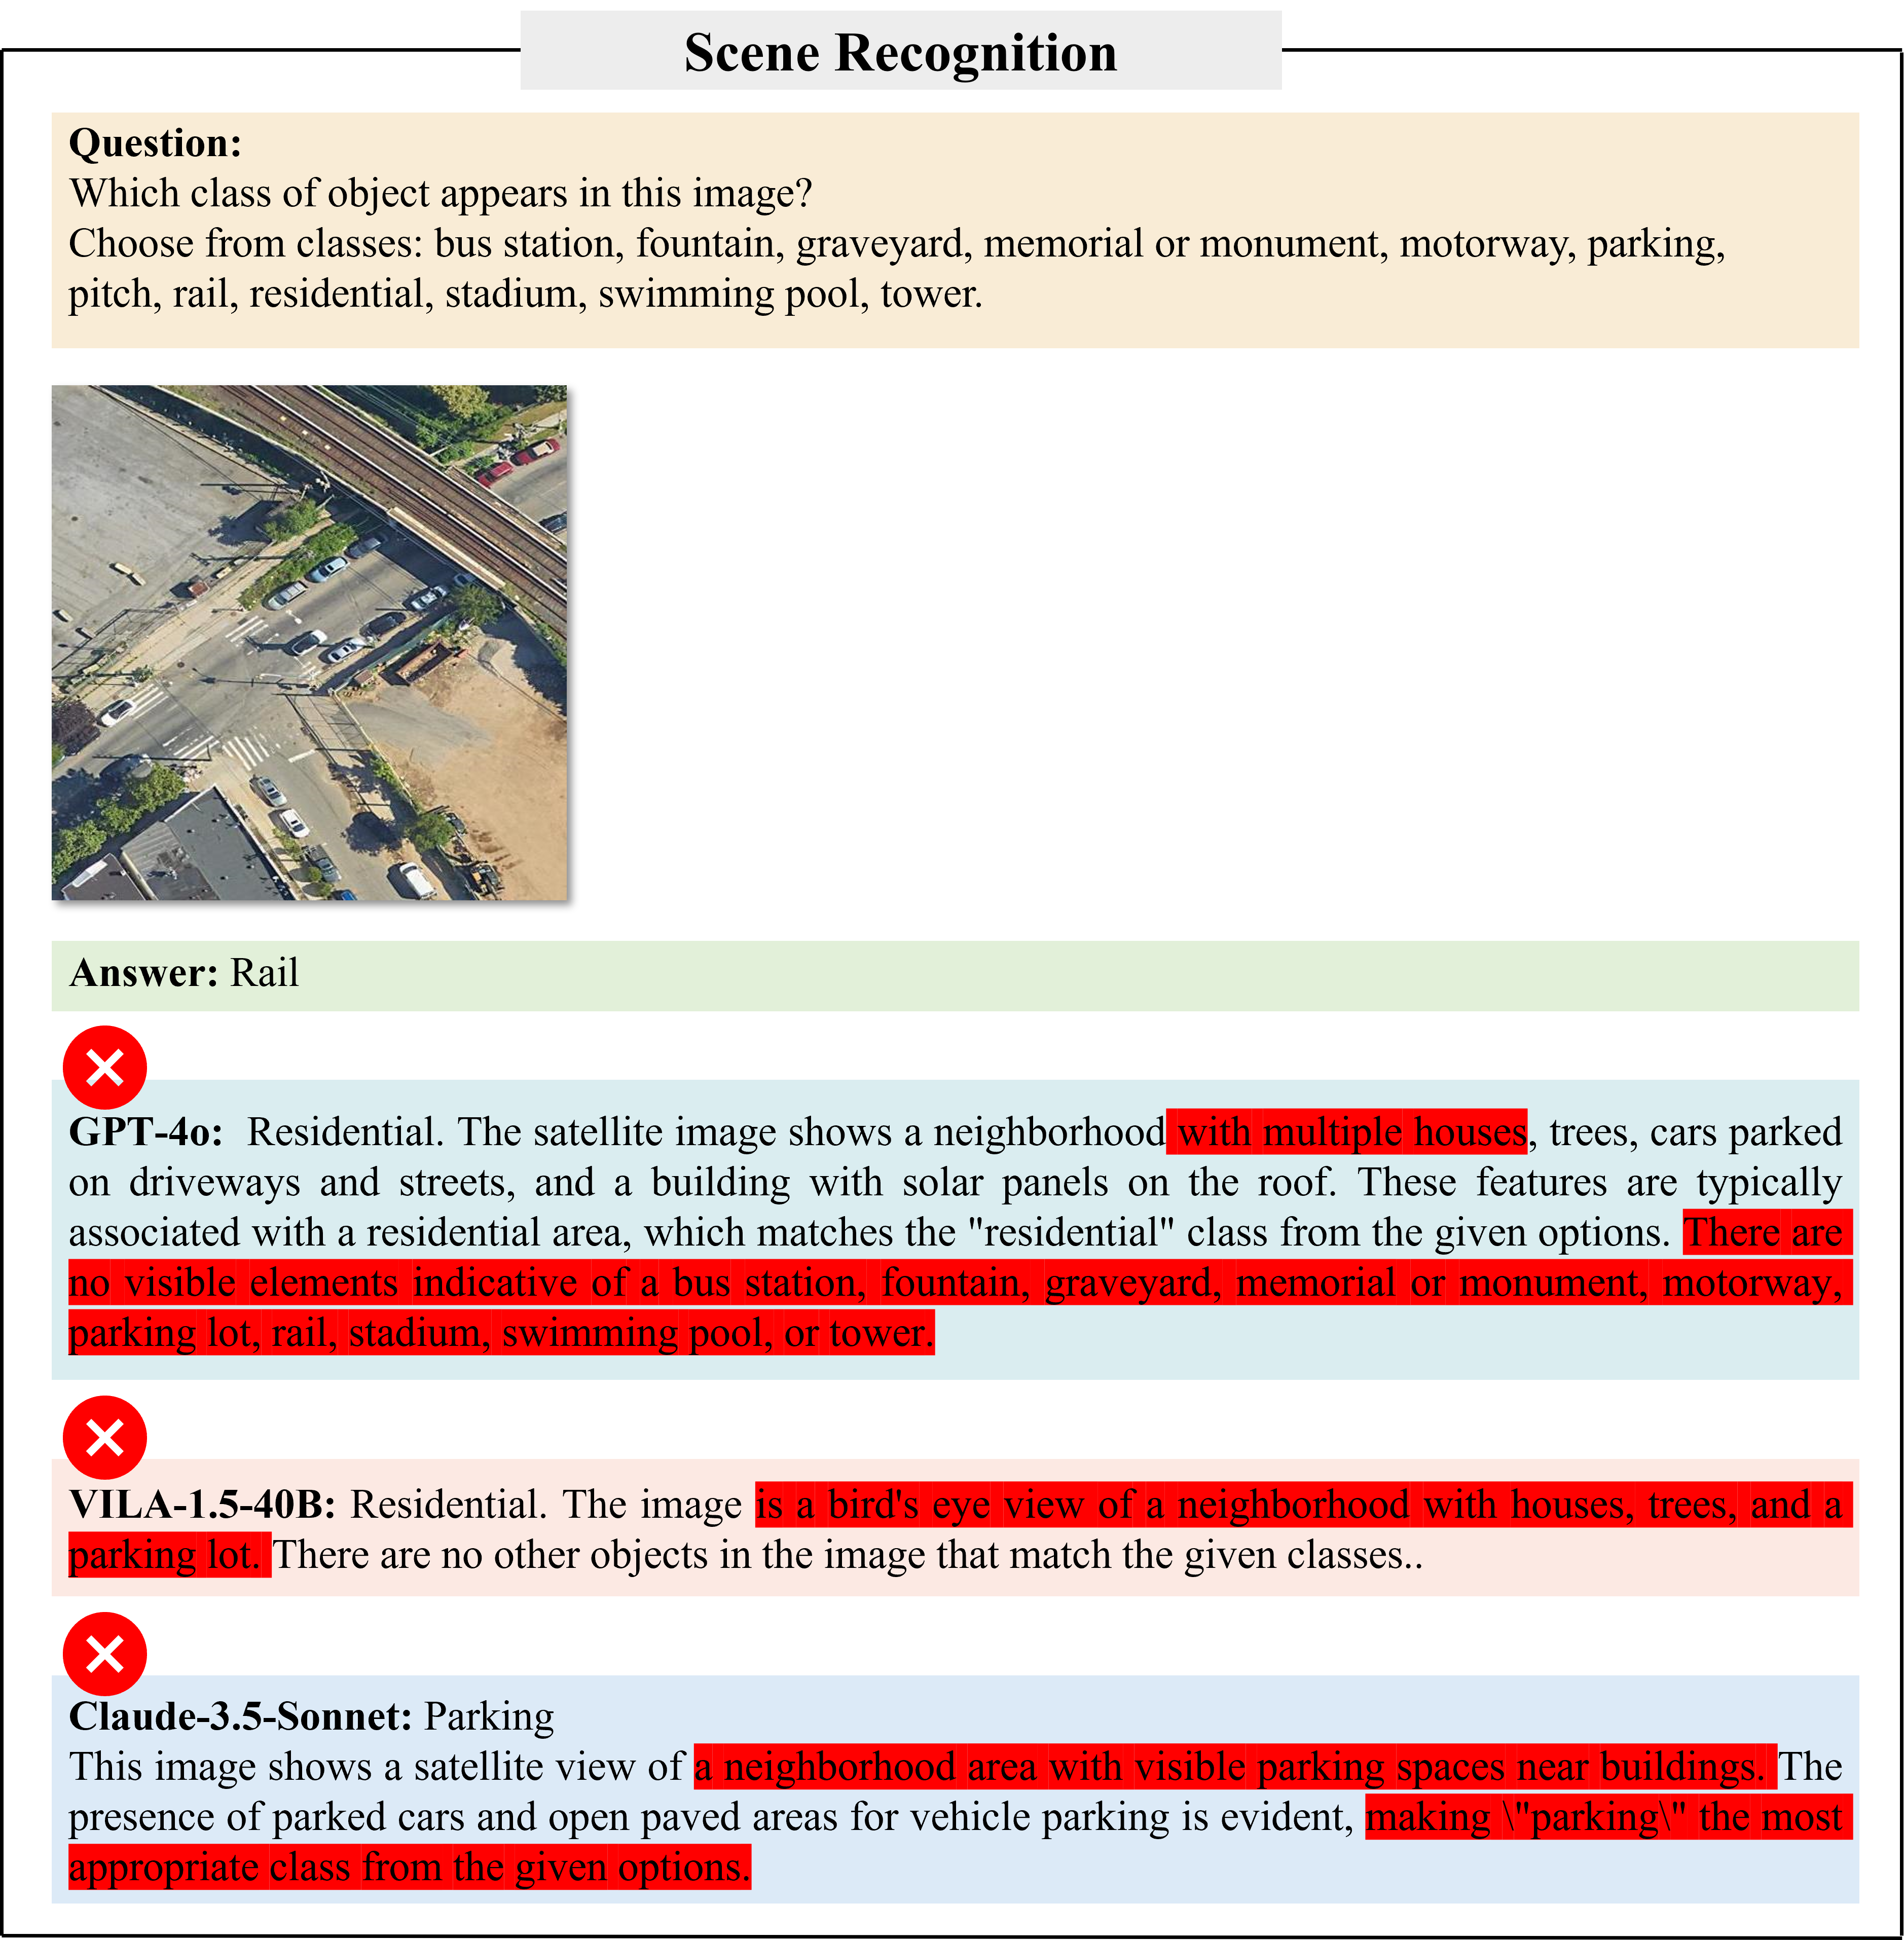 Scene Recognition
Question:
Which class of object appears in this image?
Choose from classes: bus station, fountain, graveyard, memorial or monument, motorway, parking,
pitch, rail, residential, stadium, swimming pool, tower.
Answer: Rail
GPT-4o: Residential. The satellite image shows a neighborhood with multiple houses, trees, cars parked
on driveways and streets, and a building with solar panels on the roof. These features are typically
associated with a residential area, which matches the "residential" class from the given options. There are
no visible elements indicative of a bus station, fountain, graveyard, memorial or monument, motorway,
parking lot, rail, stadium, swimming pool, or tower.
VILA-1.5-40B: Residential. The image is a bird's eye view of a neighborhood with houses, trees, and a
parking lot. There are no other objects in the image that match the given classes..
Claude-3.5-Sonnet: Parking
This image shows a satellite view of a neighborhood area with visible parking spaces near buildings. The
presence of parked cars and open paved areas for vehicle parking is evident, making \"parking\" the most
appropriate class from the given options.